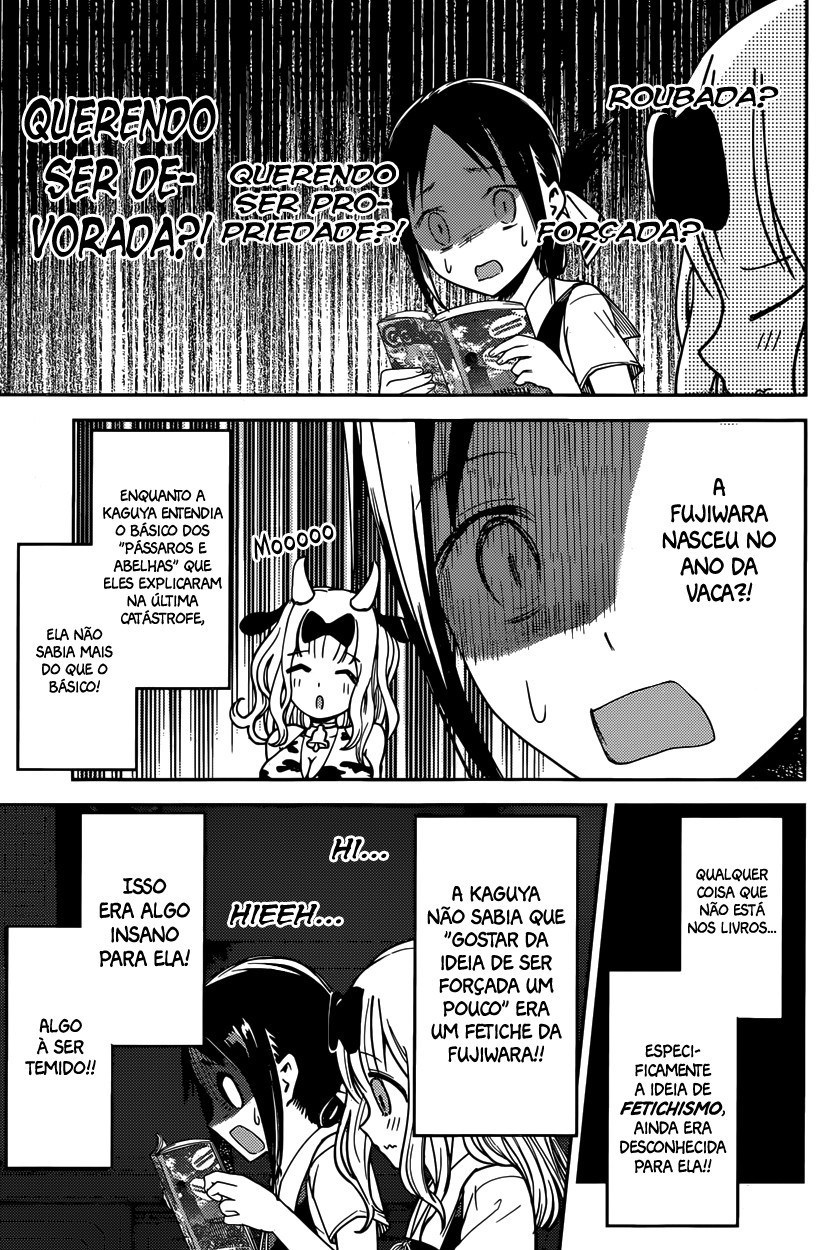 ROUBADA?
FORÇADA?
QUERENDO
SER PRO-
PRIEDADE?!
QUERENDO
SER DE-
VORADA?!
A
FUJIWARA
NASCEU NO
ANO DA
VACA?!
Mooooo
ENQUANTO A
KAGUYA ENTENDIA
O BÁSICO DOS
"PÁSSAROS E
ABELHAS" QUE
ELES EXPLICARAM
NA ÚLTIMA
CATÁSTROFE,
ELA NÃO
SABIA MAIS
DO QUE O
BÁSICO!
QUALQUER
COISA QUE
NÃO ESTÁ
NOS LIVROS...
ESPECI-
FICAMENTE
A IDEIA DE
FETICHISMO,
AINDA ERA
DESCONHECIDA
PARA ELA!!
A KAGUYA
NÃO SABIA QUE
"GOSTAR DA
IDEIA DE SER
FORÇADA UM
POUCO" ERA
UM FETICHE DA
FUJIWARA!!
HI...
HIEEH...
ISSO
ERA ALGO
INSANO
PARA ELA!
ALGO
À SER
TEMIDO!!